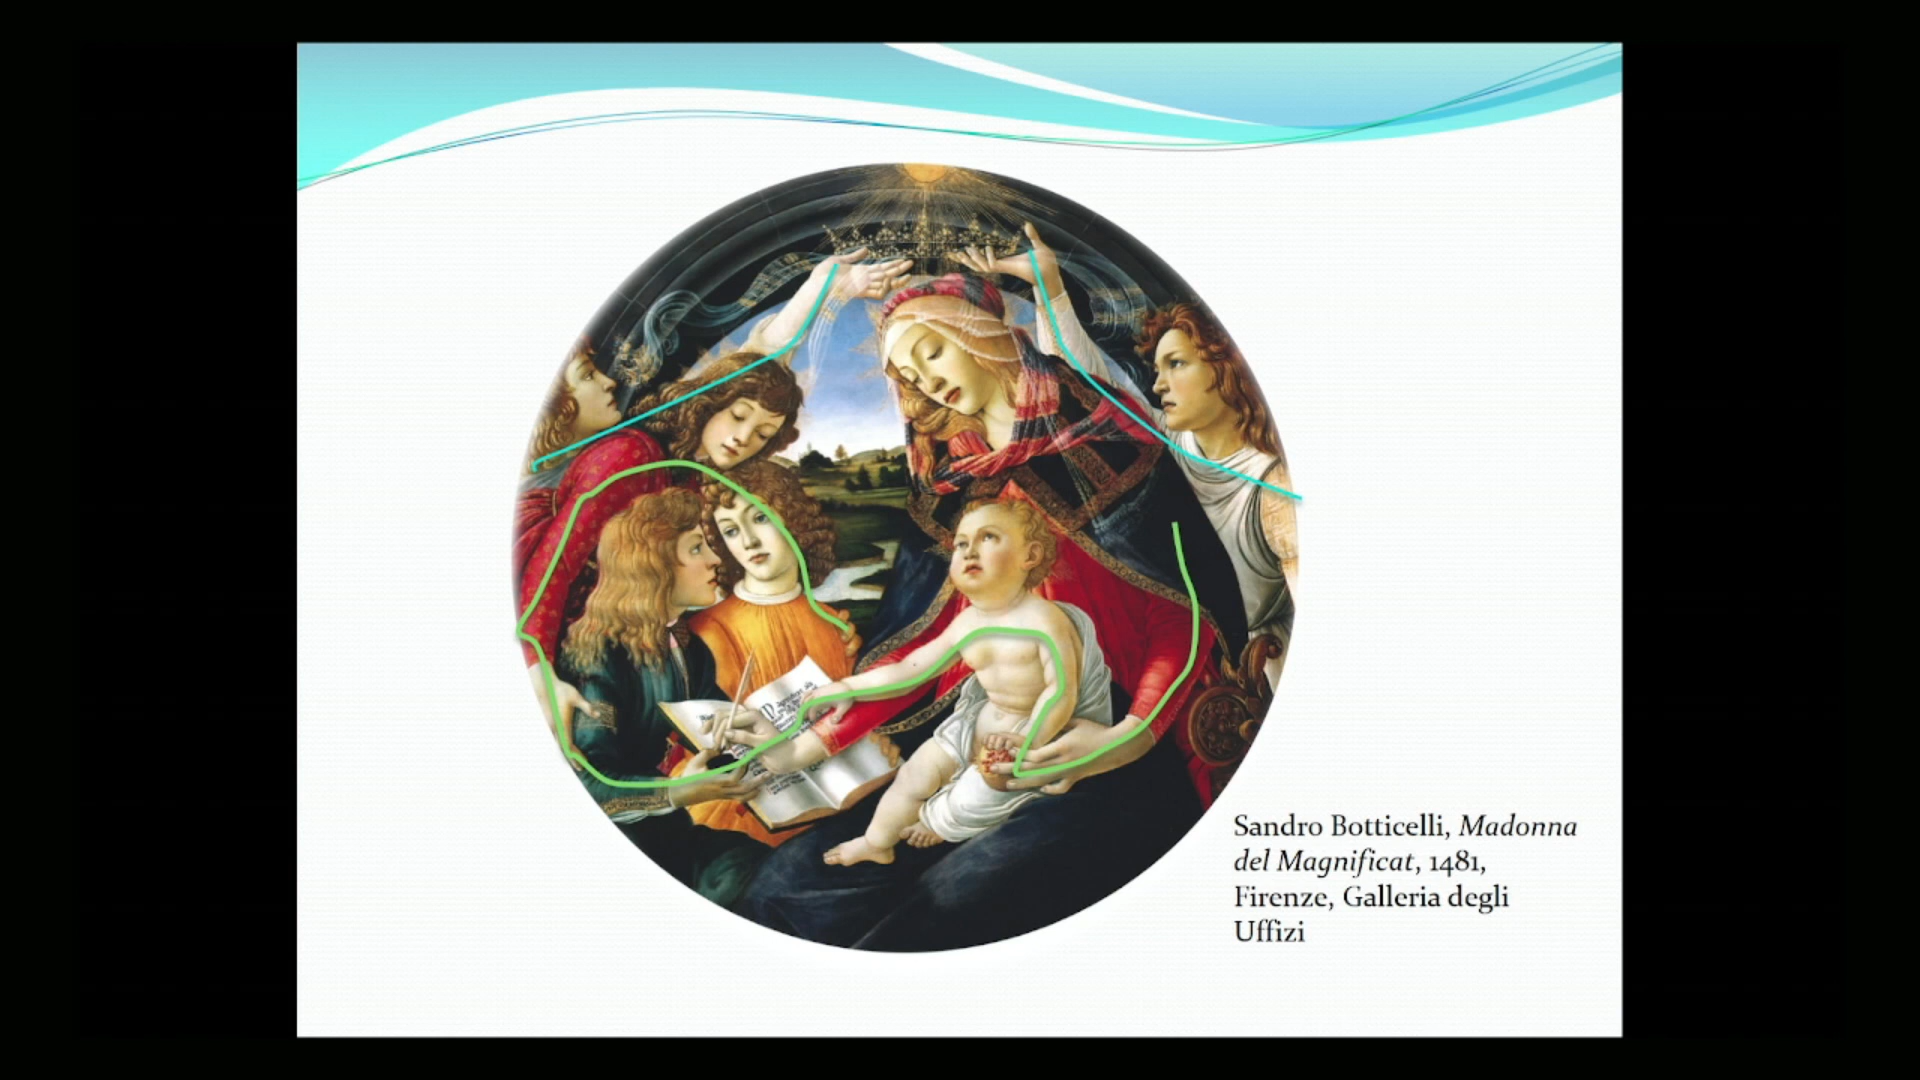 Sandro Botticelli, Madonna
del Magnificat, 1481,
Firenze, Galleria degli
Uffizi